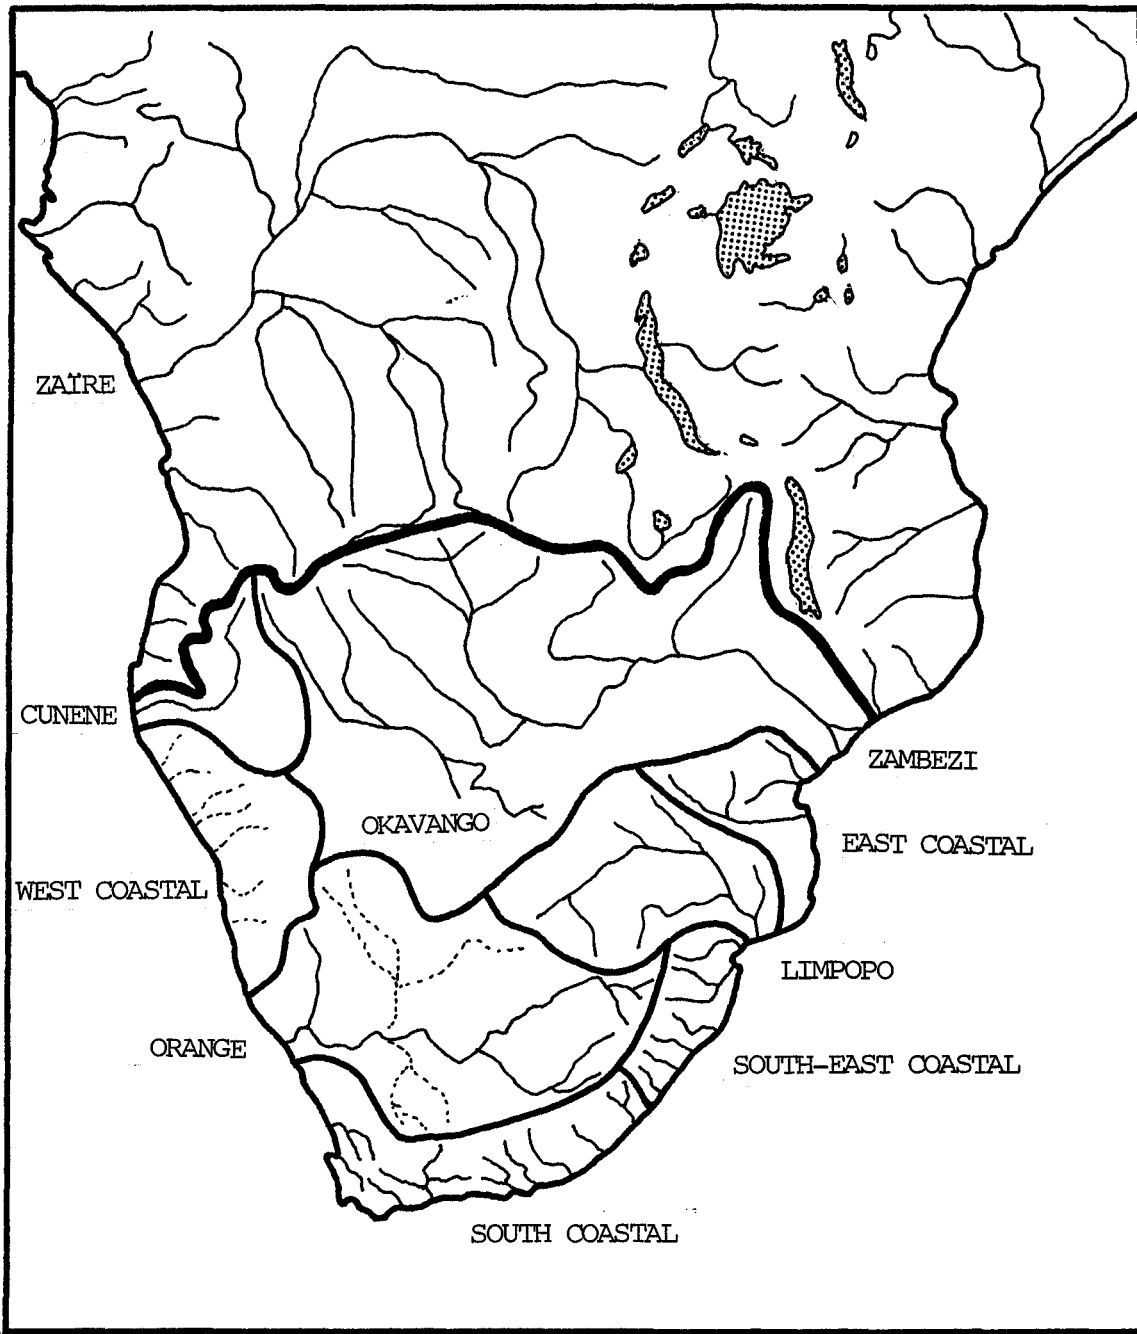 ZAÏRE
CUNENE
ZAMBEZI
OKAVANGO
EAST COASTAL
WEST COASTAL
LIMPOPO
ORANGE
SOUTH-EAST COASTAL
SOUTH COASTAL